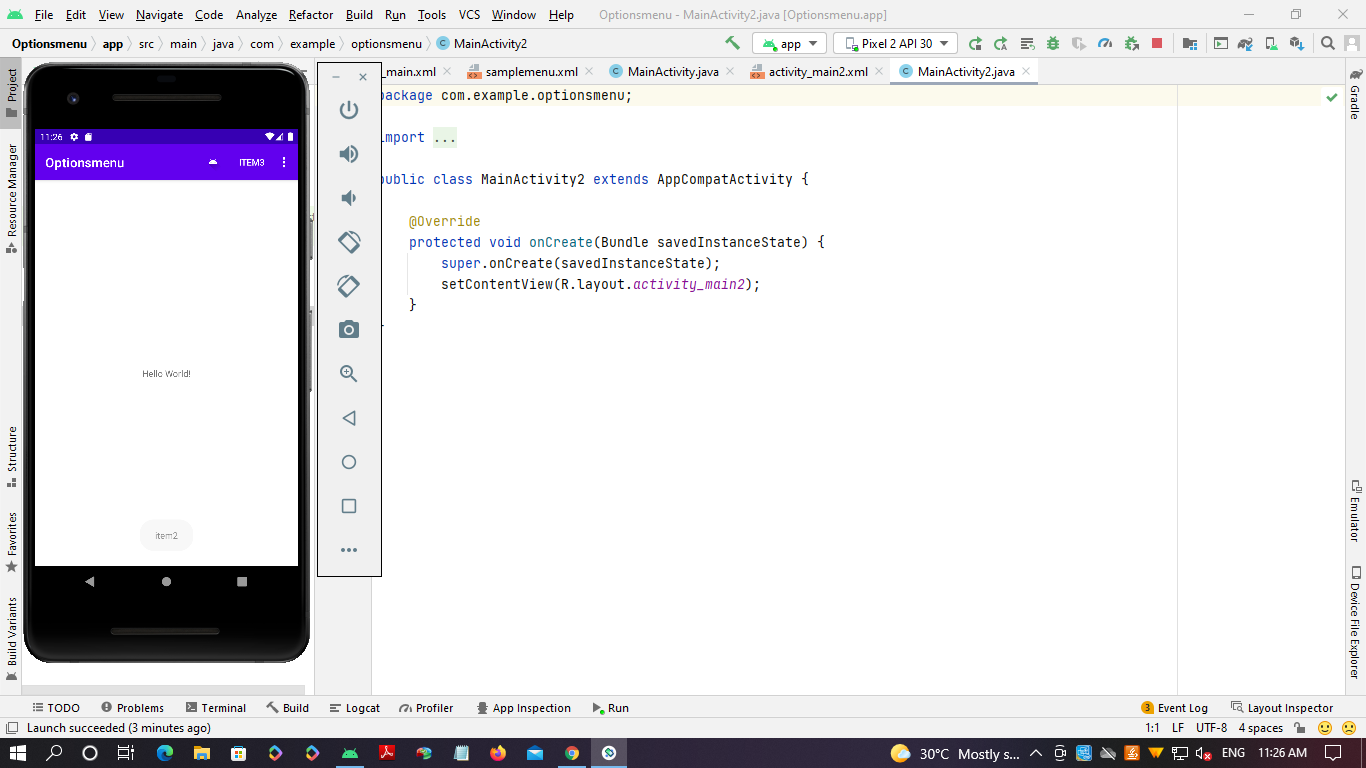 File Edit View Navigate Code Analyze Refactor Build Run Tools VCS Window Help Optionsmenu - MainActivity2.java [Optionsmenu.app]
Optionsmenu app src main java com example optionsmenu MainActivity2 app Pixel 2 API 30
_main.xml samplemenu.xml MainActivity.java activity_main2.xml MainActivity2.java
Project
Resource Manager
Structure
Favorites
Build Variants
11:26
Optionsmenu ITEM3
Hello World!
item2
package com.example.optionsmenu;
import ...
public class MainActivity2 extends AppCompatActivity {
@Override
protected void onCreate(Bundle savedInstanceState) {
super.onCreate(savedInstanceState);
setContentView(R.layout.activity_main2);
}
Gradle
Emulator
Device File Explorer
TODO Problems Terminal Build Logcat Profiler App Inspection Run 3 Event Log Layout Inspector
Launch succeeded (3 minutes ago) 1:1 LF UTF-8 4 spaces
30°C Mostly s... ENG 11:26 AM